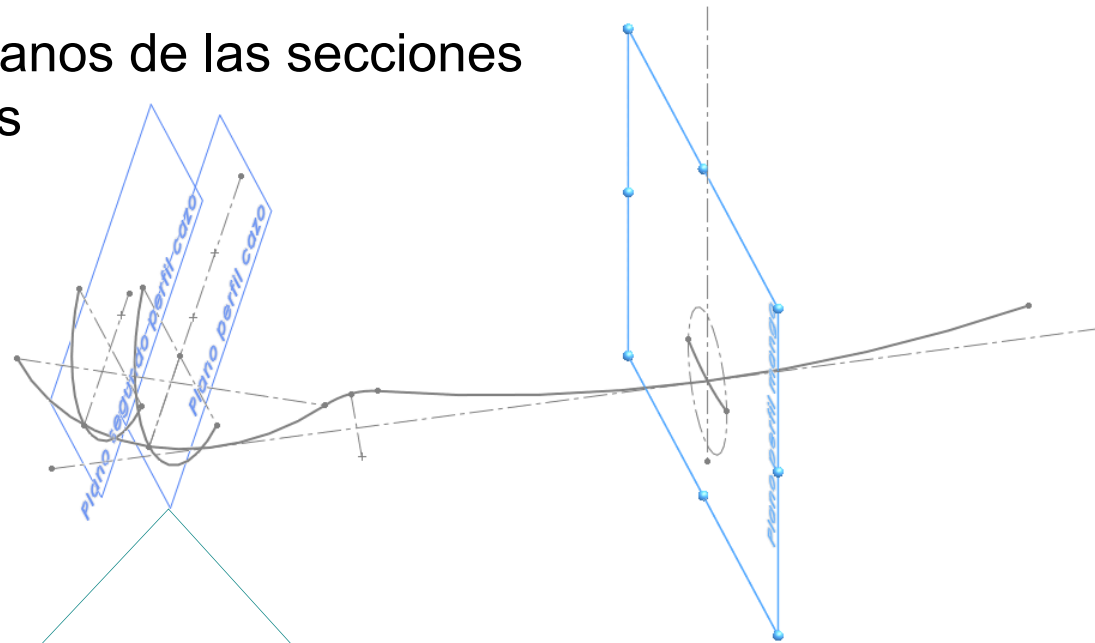 anos de las secciones
s
Plano segundo perfil cazo
Plano perfil cazo
Plano perfil mango